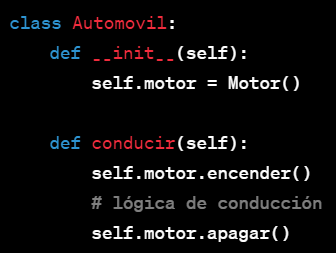 class Automovil:
    def __init__(self):
        self.motor = Motor()

    def conducir(self):
        self.motor.encender()
        # lógica de conducción
        self.motor.apagar()